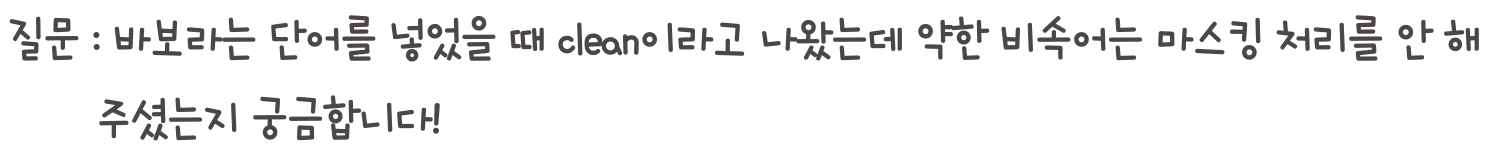 질문 : 바보라는 단어를 넣었을 때 clean이라고 나왔는데 약한 비속어는 마스킹 처리를 안 해
주셨는지 궁금합니다!